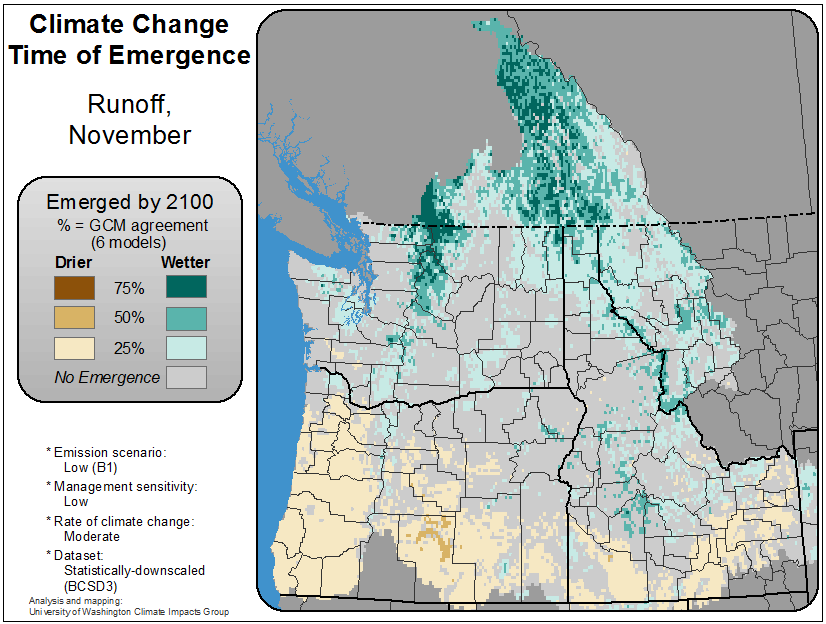 Climate Change
Time of Emergence
Runoff,
November
Emerged by 2100
% = GCM agreement
(6 models)
Drier Wetter
75%
50%
25%
No Emergence
* Emission scenario:
Low (B1)
* Management sensitivity:
Low
* Rate of climate change:
Moderate
* Dataset:
Statistically-downscaled
(BCSD3)
Analysis and mapping:
University of Washington Climate Impacts Group